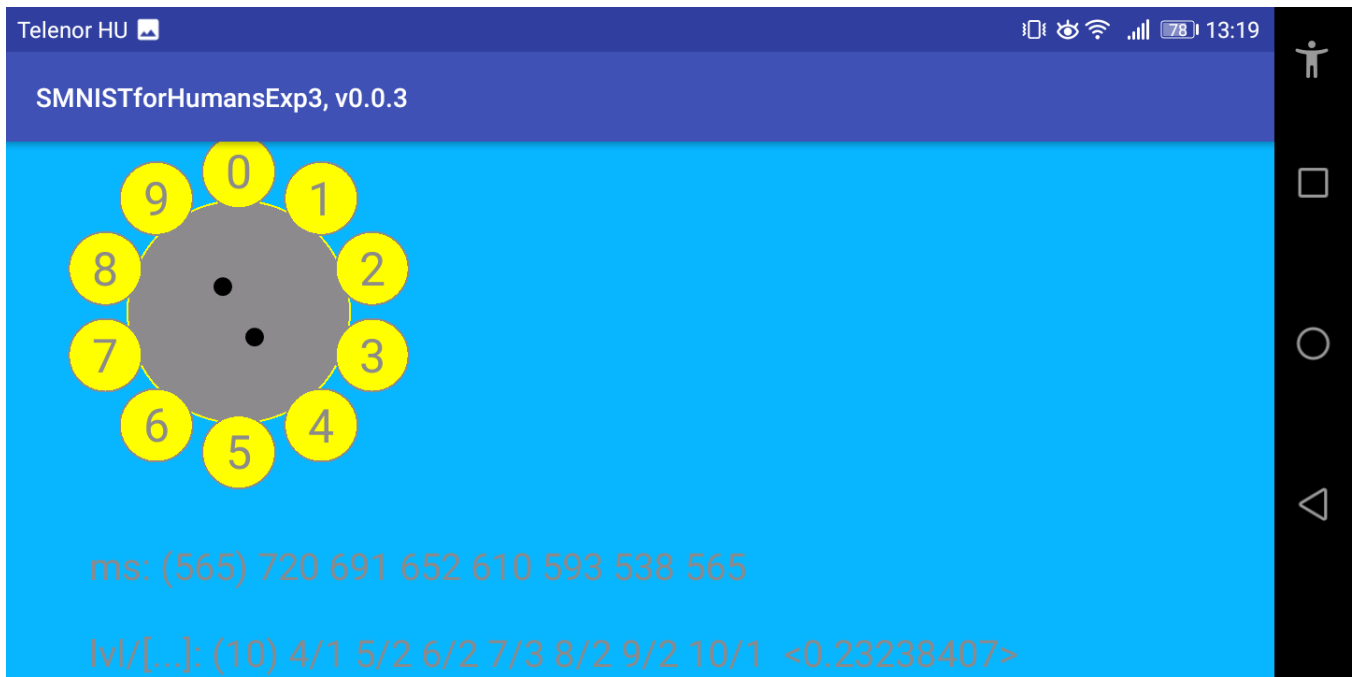 Telenor HU 78 13:19
SMNISTforHumansExp3, v0.0.3
0
9 1
8 2
7 3
6 4
5
ms: (565) 720 691 652 610 593 538 565
lvl/[...]: (10) 4/1 5/2 6/2 7/3 8/2 9/2 10/1 <0.23238407>